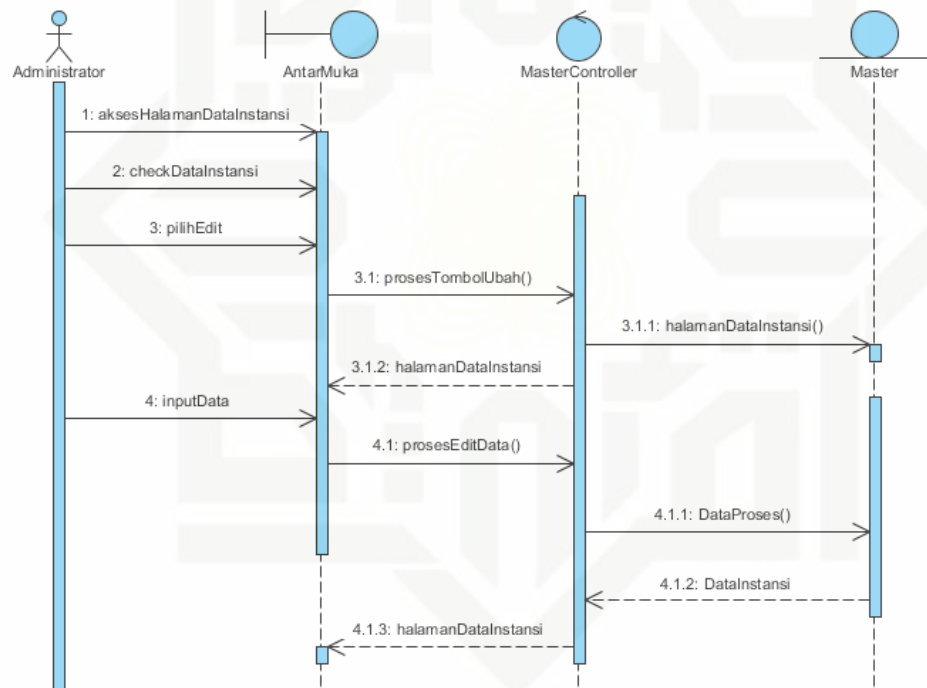 Administrator
AntarMuka
MasterController
Master
1: aksesHalamanDataInstansi
2: checkDataInstansi
3: pilihEdit
3.1: prosesTombolUbah()
3.1.1: halamanDataInstansi()
3.1.2: halamanDataInstansi
4: inputData
4.1: prosesEditData()
4.1.1: DataProses()
4.1.2: DataInstansi
4.1.3: halamanDataInstansi